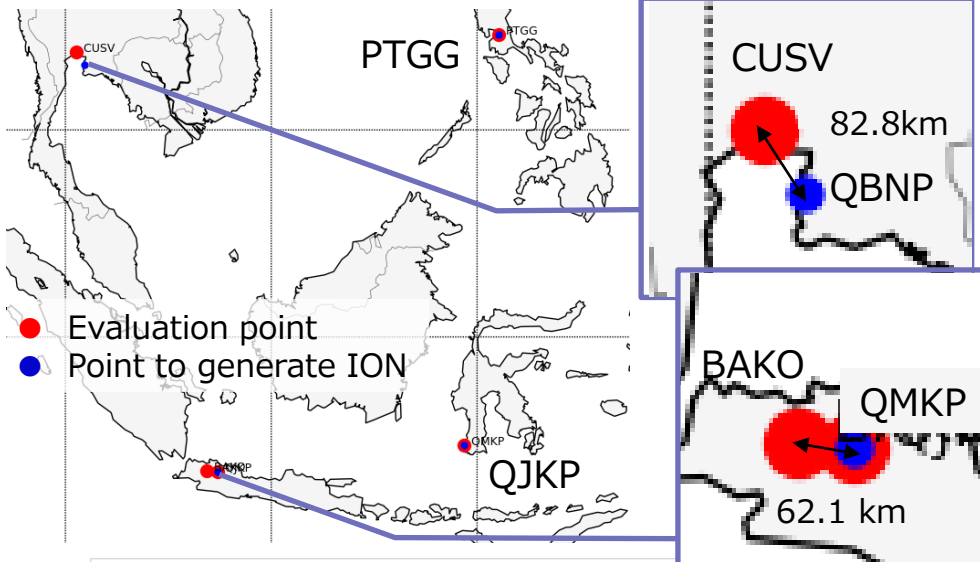 CUSV
PTGG
PTGG
CUSV
82.8km
QBNP
Evaluation point
Point to generate ION
BAKO
QMKP
QMKP
QJKP
62.1 km